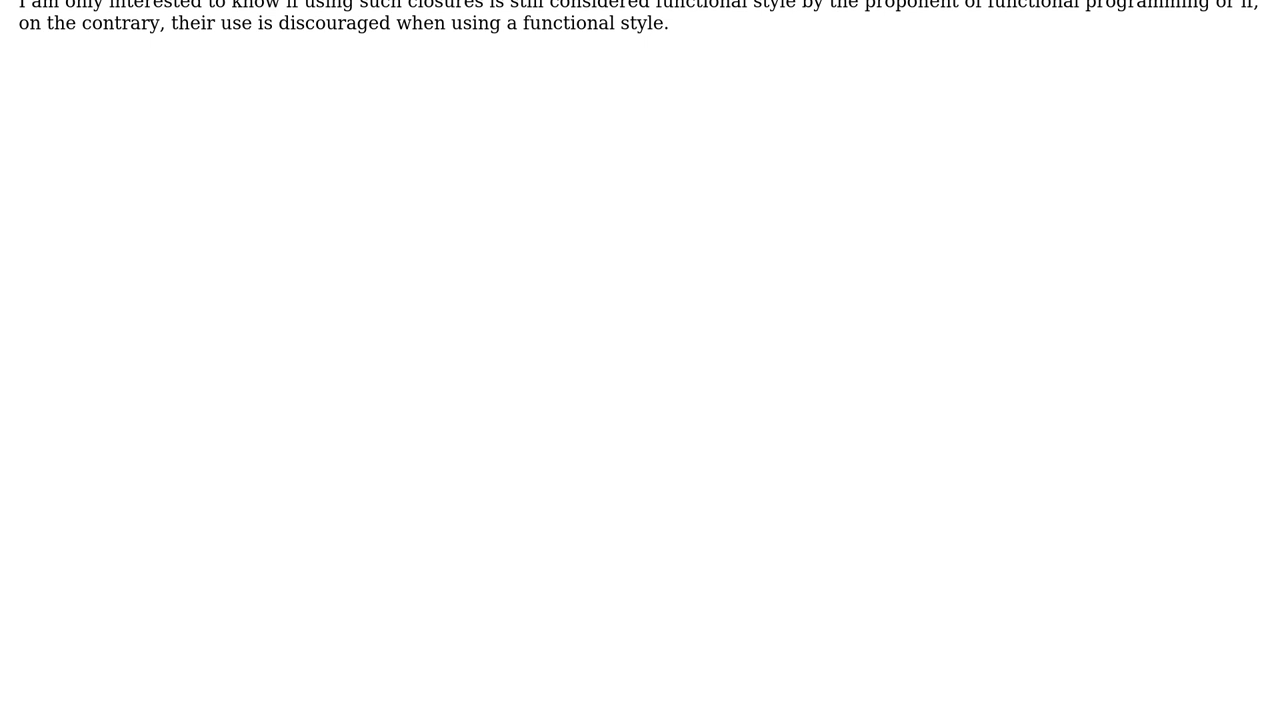 I am only interested to know if using such closures is still considered functional style by the proponent of functional programming or if,
on the contrary, their use is discouraged when using a functional style.